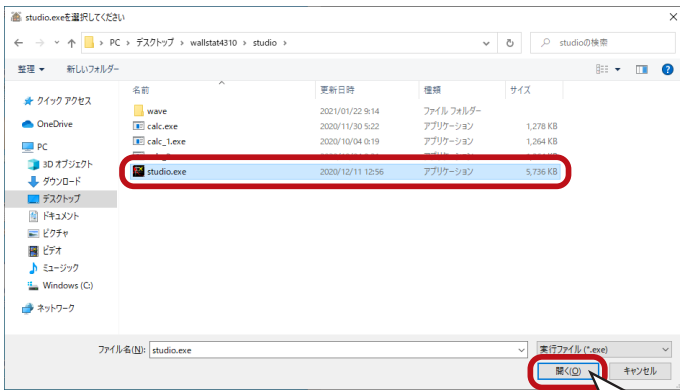 studio.exeを選択してください
PC › デスクトップ › wallstat4310 › studio ›
studioの検索
整理 新しいフォルダー
名前 更新日時 種類 サイズ
wave 2021/01/22 9:14 ファイル フォルダー
calc.exe 2020/11/30 5:22 アプリケーション 1,278 KB
calc_1.exe 2020/10/04 0:19 アプリケーション 1,264 KB
studio.exe 2020/12/11 12:56 アプリケーション 5,736 KB
クイック アクセス
OneDrive
PC
3D オブジェクト
ダウンロード
デスクトップ
ドキュメント
ピクチャ
ビデオ
ミュージック
Windows (C:)
ネットワーク
ファイル名(N): studio.exe
実行ファイル (*.exe)
開く(O) キャンセル